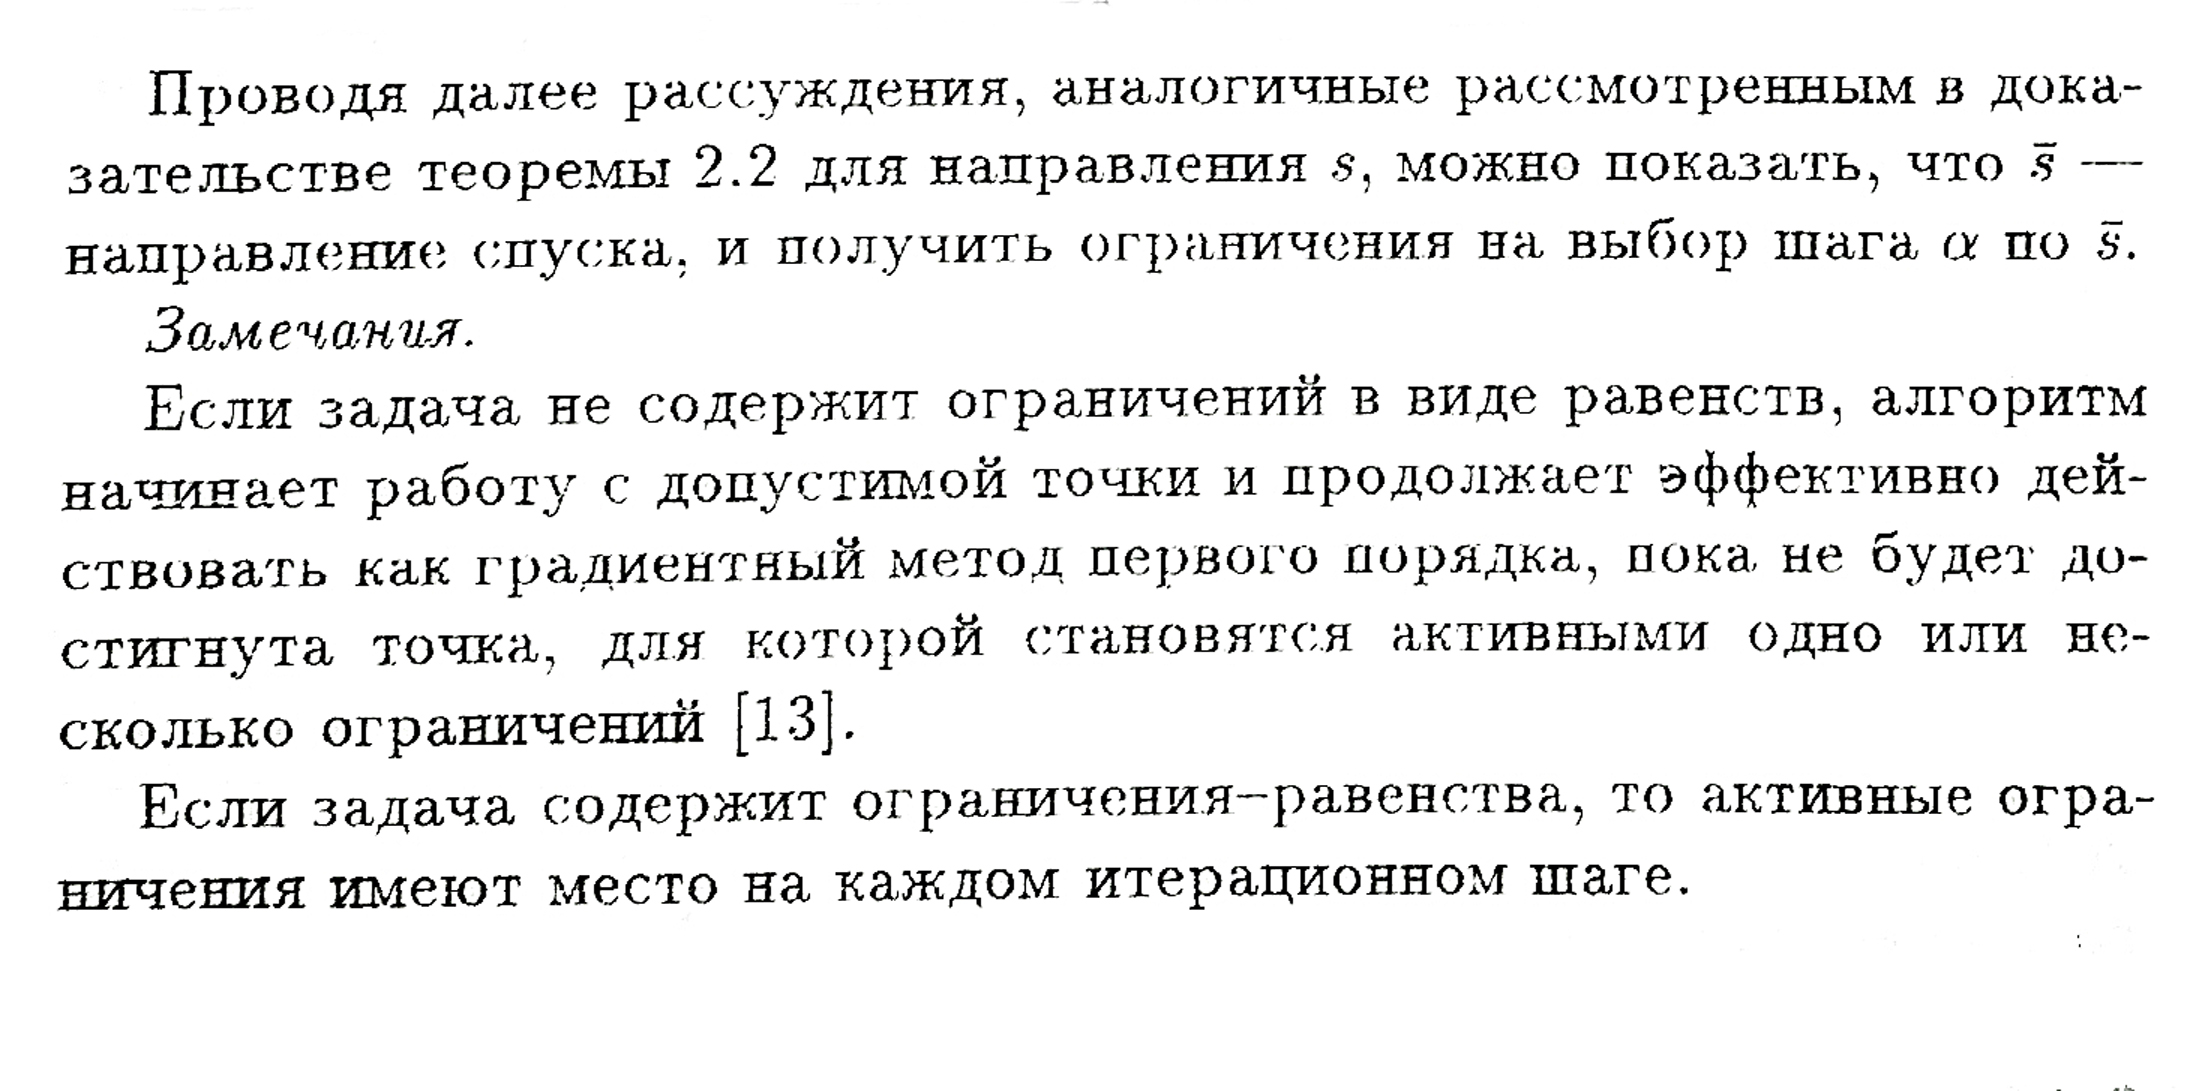 Проводя далее рассуждения, аналогичные рассмотренным в дока-
зательстве теоремы 2.2 для направления s, можно показать, что s̄ —
направление спуска, и получить ограничения на выбор шага α по s̄.
Замечания.
Если задача не содержит ограничений в виде равенств, алгоритм
начинает работу с допустимой точки и продолжает эффективно дей-
ствовать как градиентный метод первого порядка, пока не будет до-
стигнута точка, для которой становятся активными одно или не-
сколько ограничений [13].
Если задача содержит ограничения–равенства, то активные огра-
ничения имеют место на каждом итерационном шаге.